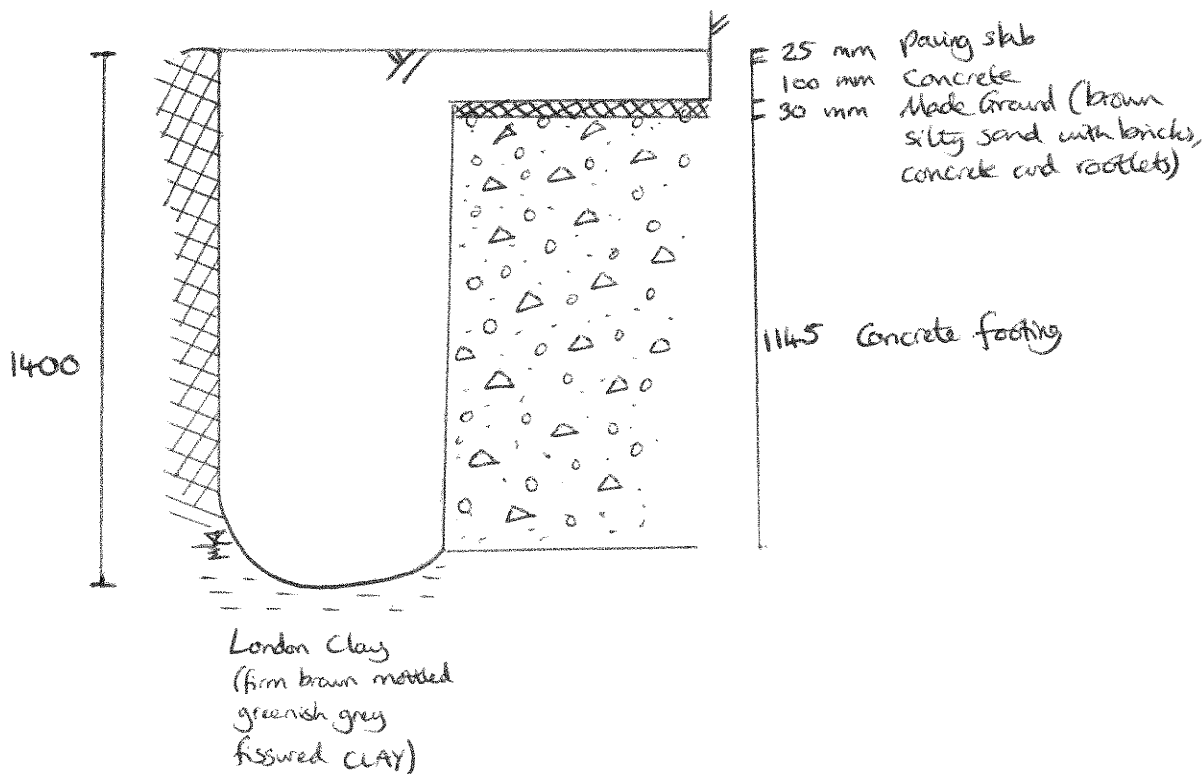 25 mm paving slab
100 mm Concrete
30 mm Made Ground (brown
silty sand with bricks,
concrete and rootlets)
1400
1145 Concrete footing
London Clay
(firm brown mottled
greenish grey
fissured CLAY)